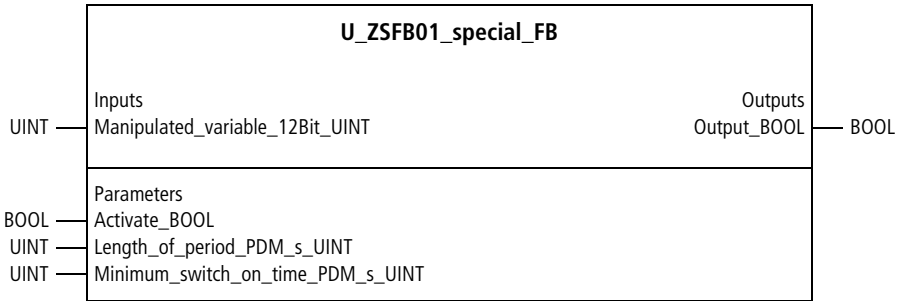 U_ZSFB01_special_FB
Inputs Outputs
UINT Manipulated_variable_12Bit_UINT Output_BOOL BOOL
Parameters
BOOL Activate_BOOL
UINT Length_of_period_PDM_s_UINT
UINT Minimum_switch_on_time_PDM_s_UINT